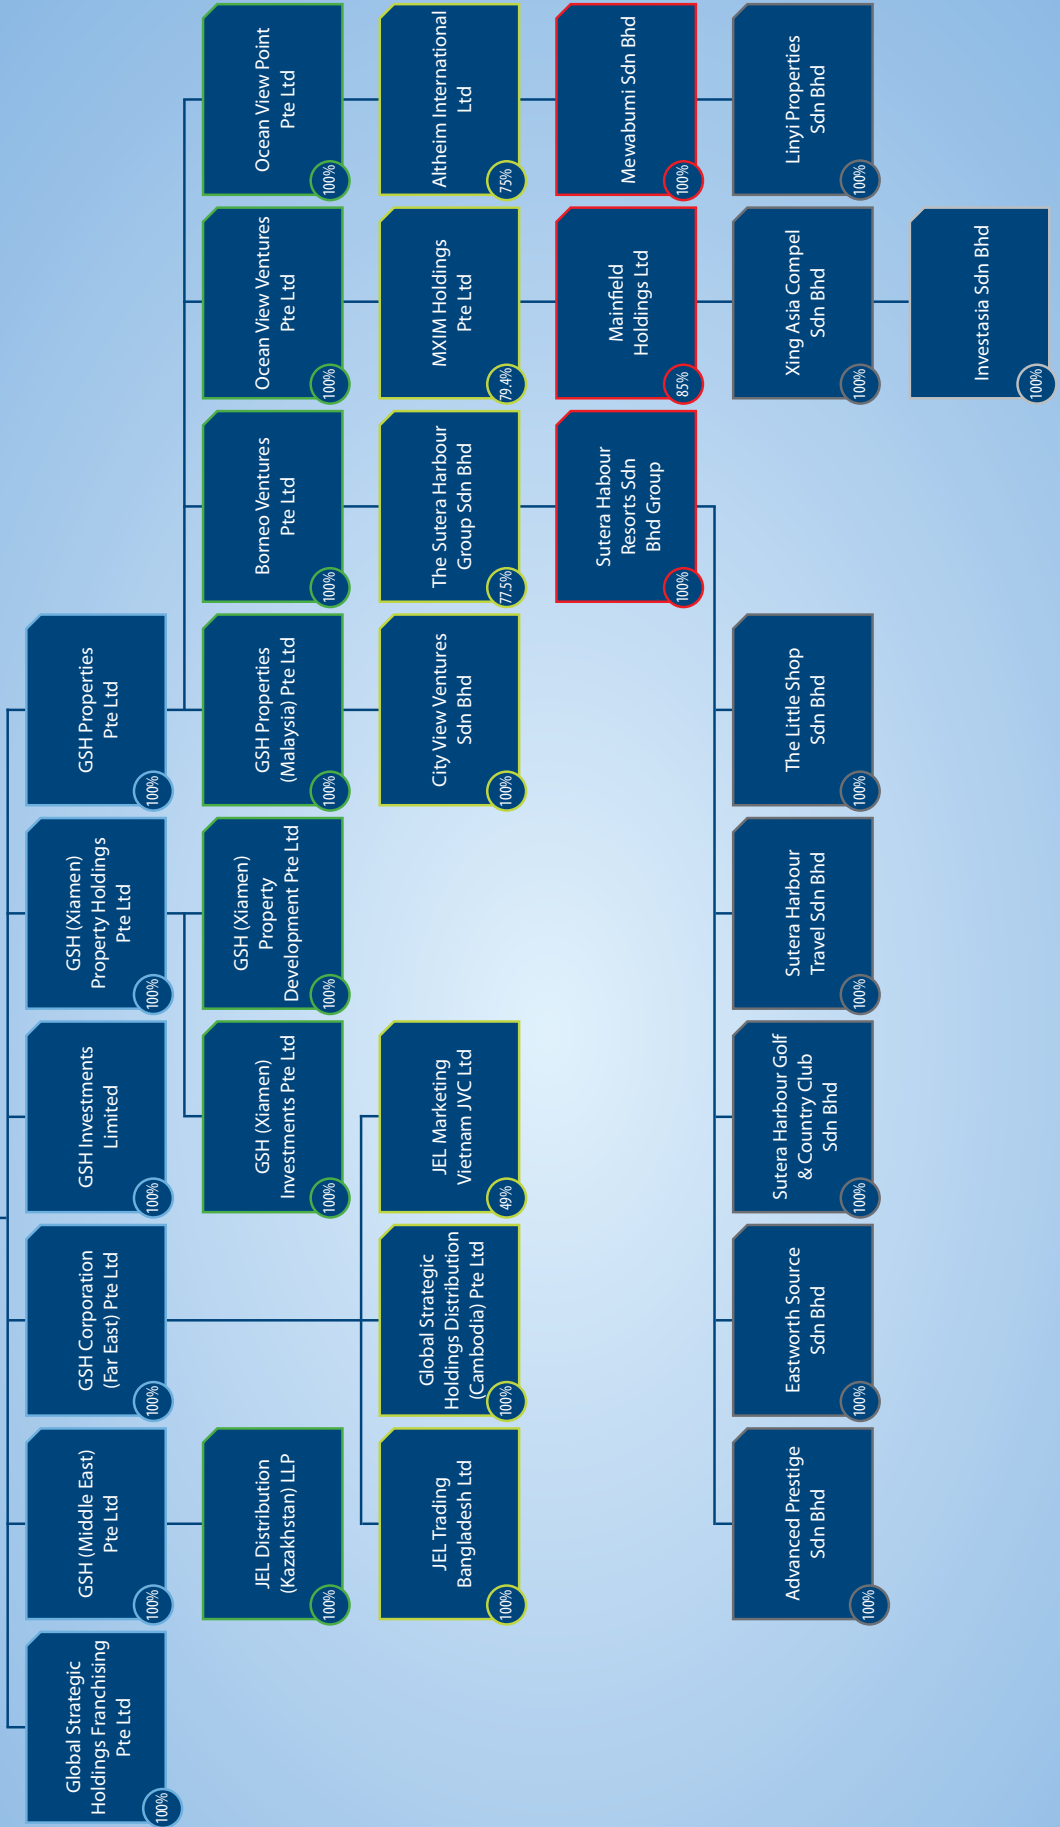 Global Strategic
Holdings Franchising
Pte Ltd
100%
GSH (Middle East)
Pte Ltd
100%
GSH Corporation
(Far East) Pte Ltd
100%
GSH Investments
Limited
100%
GSH (Xiamen)
Property Holdings
Pte Ltd
100%
GSH Properties
Pte Ltd
100%
JEL Distribution
(Kazakhstan) LLP
100%
GSH (Xiamen)
Investments Pte Ltd
100%
GSH (Xiamen)
Property
Development Pte Ltd
100%
GSH Properties
(Malaysia) Pte Ltd
100%
Borneo Ventures
Pte Ltd
100%
Ocean View Ventures
Pte Ltd
100%
Ocean View Point
Pte Ltd
100%
JEL Trading
Bangladesh Ltd
100%
Global Strategic
Holdings Distribution
(Cambodia) Pte Ltd
100%
JEL Marketing
Vietnam JVC Ltd
49%
City View Ventures
Sdn Bhd
100%
The Sutera Harbour
Group Sdn Bhd
77.5%
MXIM Holdings
Pte Ltd
79.4%
Altheim International
Ltd
75%
Sutera Habour
Resorts Sdn
Bhd Group
100%
Mainfield
Holdings Ltd
85%
Mewabumi Sdn Bhd
100%
Advanced Prestige
Sdn Bhd
100%
Eastworth Source
Sdn Bhd
100%
Sutera Harbour Golf
& Country Club
Sdn Bhd
100%
Sutera Harbour
Travel Sdn Bhd
100%
The Little Shop
Sdn Bhd
100%
Xing Asia Compel
Sdn Bhd
100%
Linyi Properties
Sdn Bhd
100%
Investasia Sdn Bhd
100%